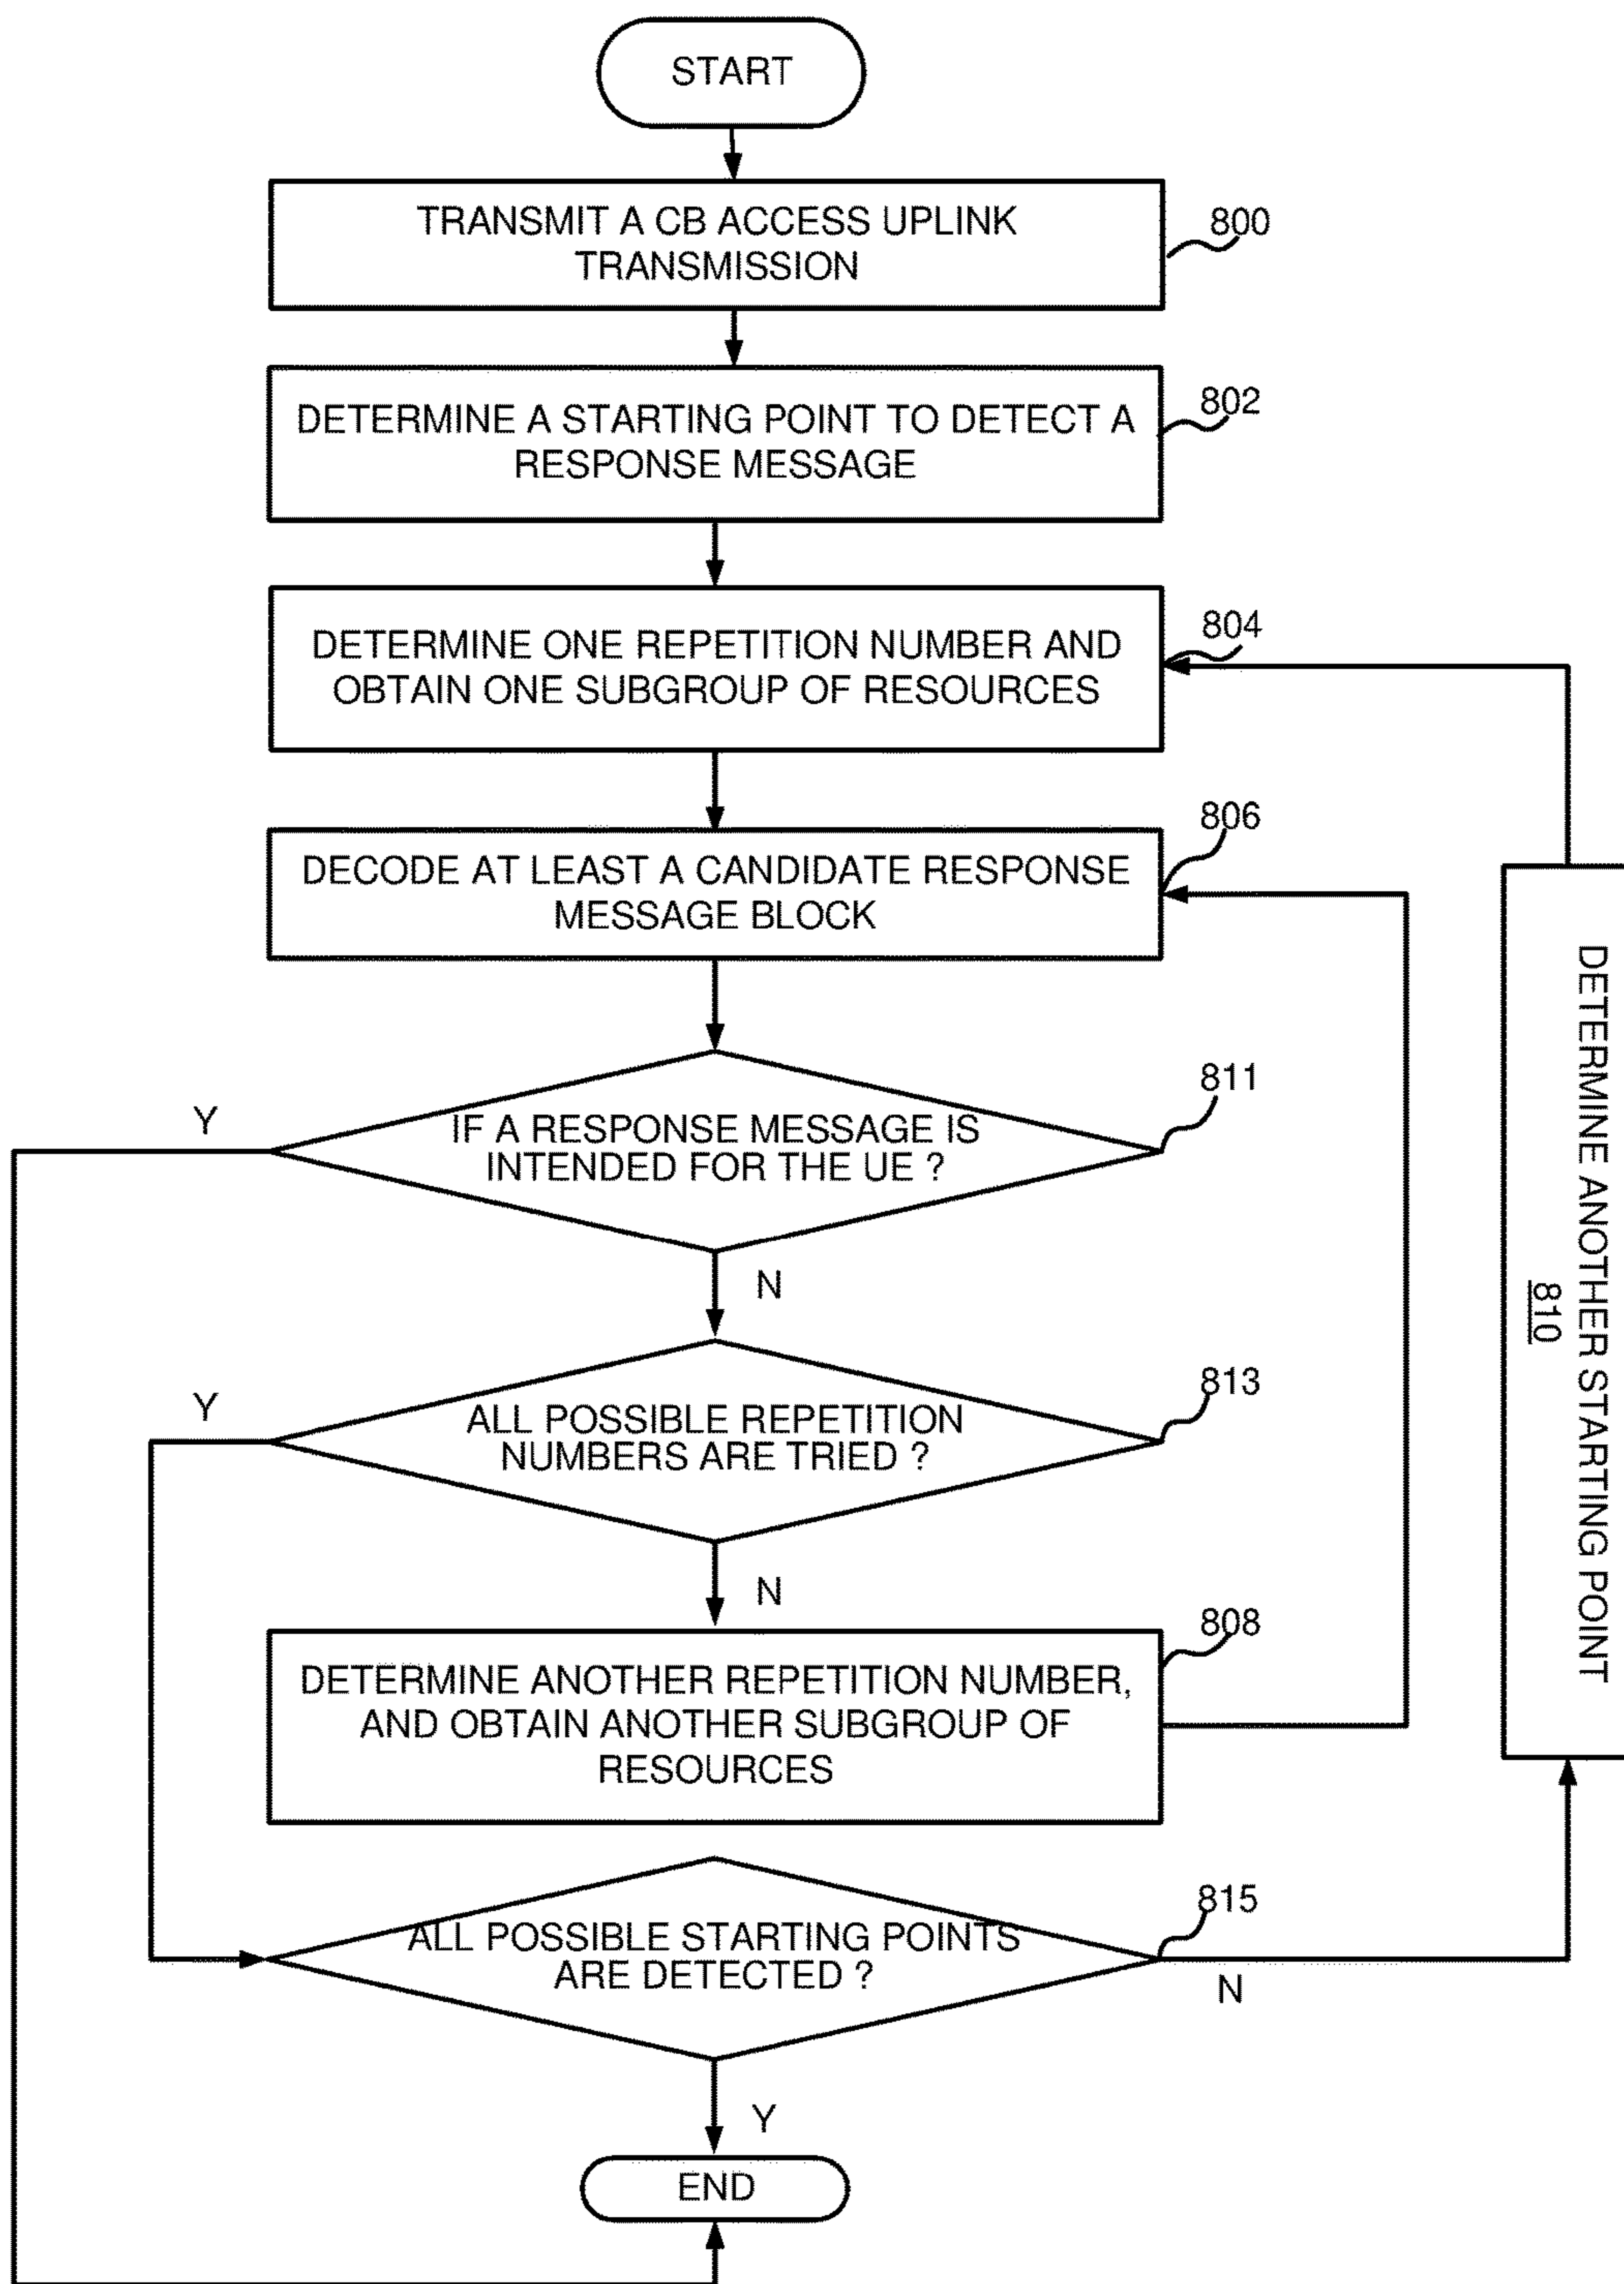 START
TRANSMIT A CB ACCESS UPLINK
TRANSMISSION
800
DETERMINE A STARTING POINT TO DETECT A
RESPONSE MESSAGE
802
DETERMINE ONE REPETITION NUMBER AND
OBTAIN ONE SUBGROUP OF RESOURCES
804
DECODE AT LEAST A CANDIDATE RESPONSE
MESSAGE BLOCK
806
IF A RESPONSE MESSAGE IS
INTENDED FOR THE UE ?
811
Y
N
ALL POSSIBLE REPETITION
NUMBERS ARE TRIED ?
813
Y
N
DETERMINE ANOTHER REPETITION NUMBER,
AND OBTAIN ANOTHER SUBGROUP OF
RESOURCES
808
ALL POSSIBLE STARTING POINTS
ARE DETECTED ?
815
N
Y
DETERMINE ANOTHER STARTING POINT
810
END